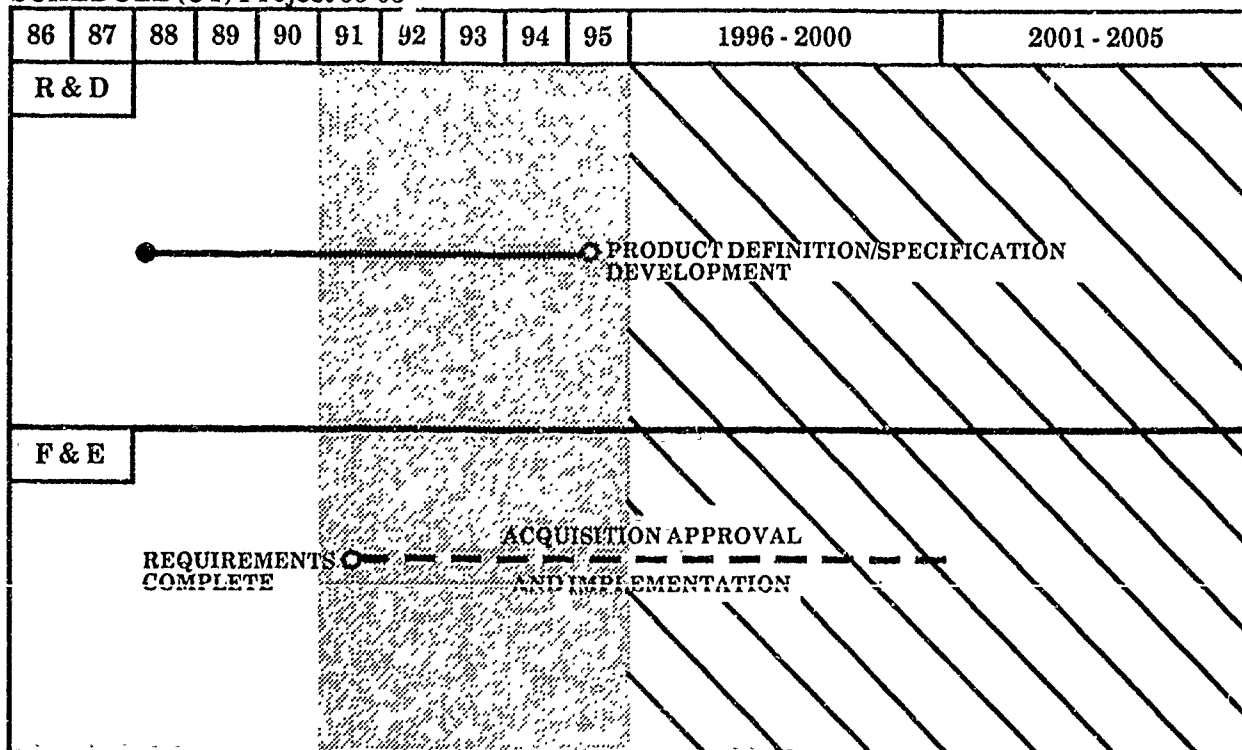 86 87 88 89 90 91 92 93 94 95 1996 - 2000 2001 - 2005
R & D
PRODUCT DEFINITION/SPECIFICATION
DEVELOPMENT
F & E
ACQUISITION APPROVAL
REQUIREMENTS
COMPLETE AND IMPLEMENTATION